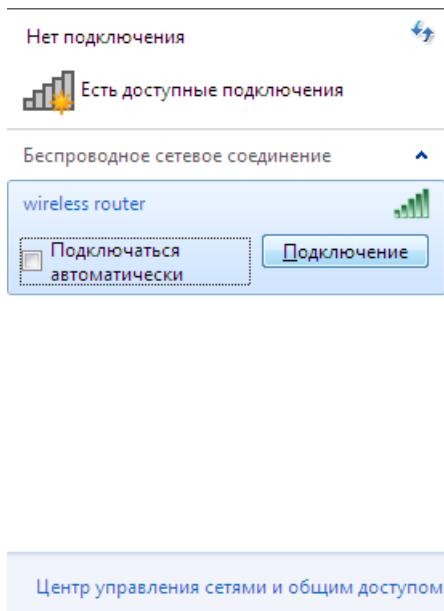 Нет подключения
Есть доступные подключения
Беспроводное сетевое соединение
wireless router
Подключаться
автоматически
Подключение
Центр управления сетями и общим доступом